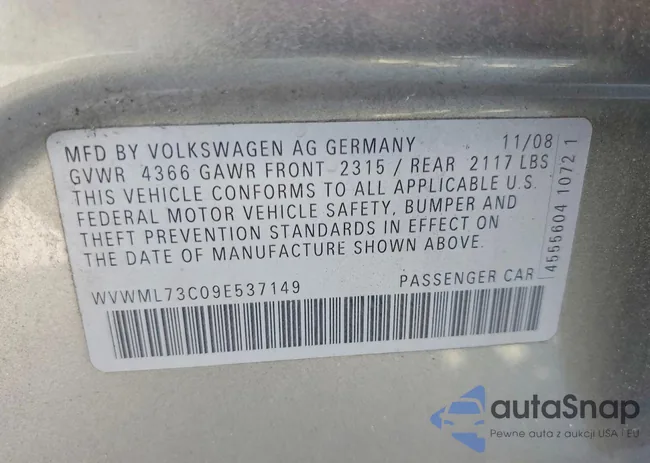 MFD BY VOLKSWAGEN AG GERMANY 11/08
GVWR 4366 GAWR FRONT 2315 / REAR 2117 LBS
THIS VEHICLE CONFORMS TO ALL APPLICABLE U.S.
FEDERAL MOTOR VEHICLE SAFETY, BUMPER AND
THEFT PREVENTION STANDARDS IN EFFECT ON
THE DATE OF MANUFACTURE SHOWN ABOVE.
WVWML73C09E537149 PASSENGER CAR
4555604 10721
autaSnap
Pewne auta z aukcji USA i EU